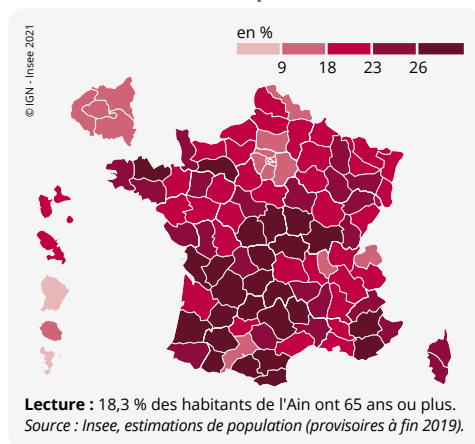 © IGN - Insee 2021
en %
9 18 23 26
Lecture : 18,3 % des habitants de l'Ain ont 65 ans ou plus.
Source : Insee, estimations de population (provisoires à fin 2019).